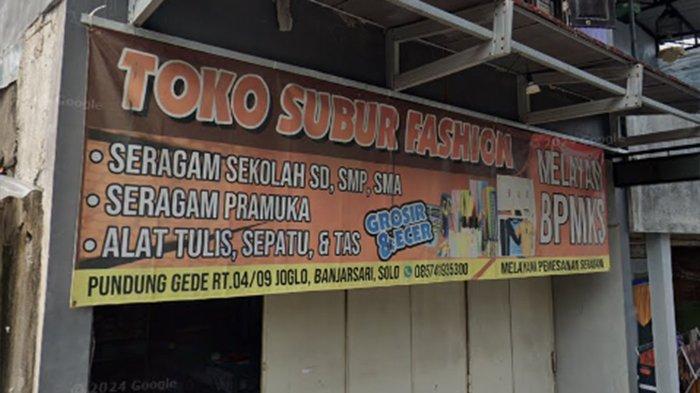 TOKO SUBUR FASHION
• SERAGAM SEKOLAH SD, SMP, SMA
• SERAGAM PRAMUKA
• ALAT TULIS, SEPATU, & TAS
GROSIR
& ECER
MELAYANI
BPMKS
PUNDUNG GEDE RT.04/09 JOGLO, BANJARSARI, SOLO
MELAYANI PEMESANAN SERAGAM
Google
© 2024 Google